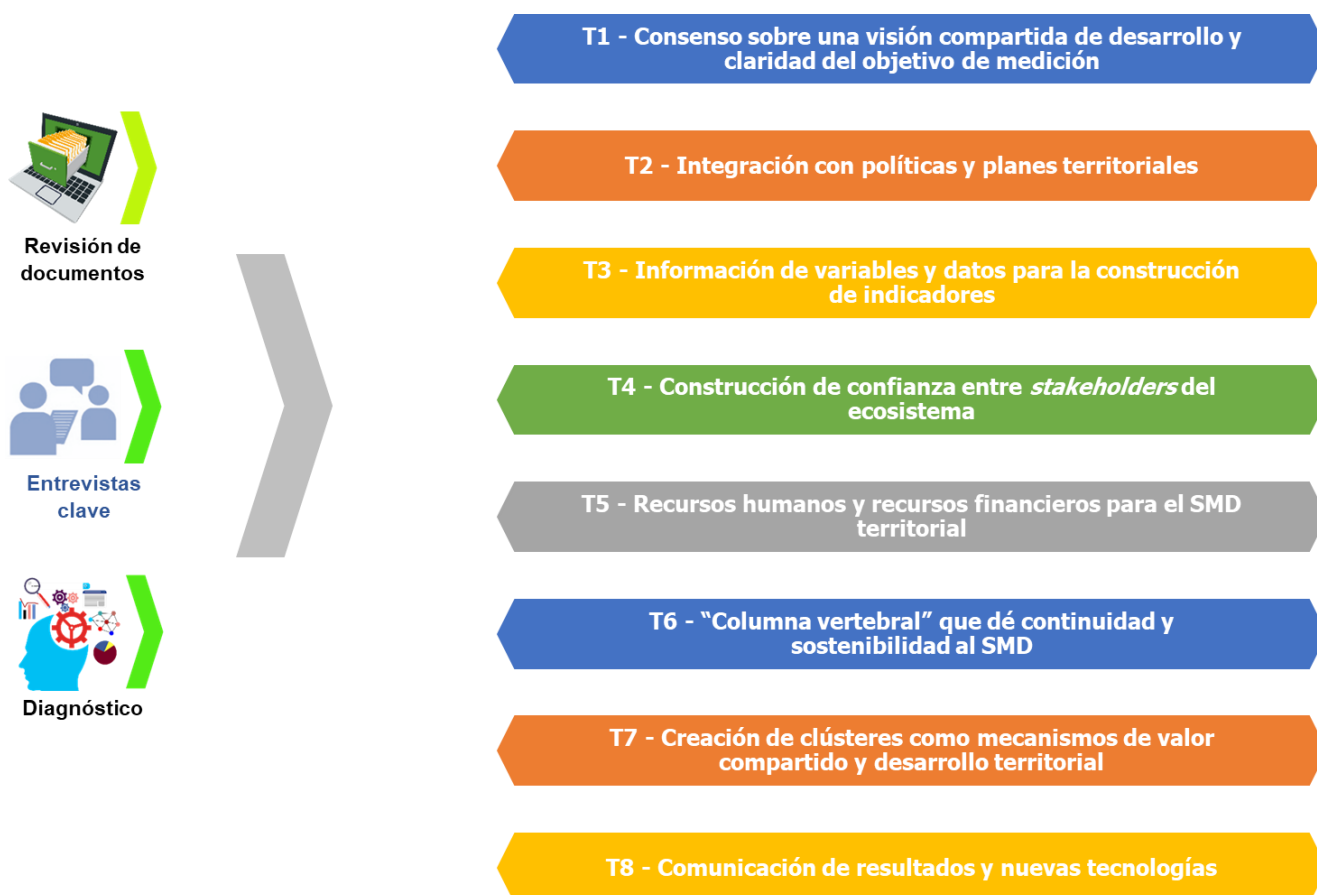 Revisión de
documentos
Entrevistas
clave
Diagnóstico
T1 - Consenso sobre una visión compartida de desarrollo y
claridad del objetivo de medición
T2 - Integración con políticas y planes territoriales
T3 - Información de variables y datos para la construcción
de indicadores
T4 - Construcción de confianza entre stakeholders del
ecosistema
T5 - Recursos humanos y recursos financieros para el SMD
territorial
T6 - “Columna vertebral” que dé continuidad y
sostenibilidad al SMD
T7 - Creación de clústeres como mecanismos de valor
compartido y desarrollo territorial
T8 - Comunicación de resultados y nuevas tecnologías